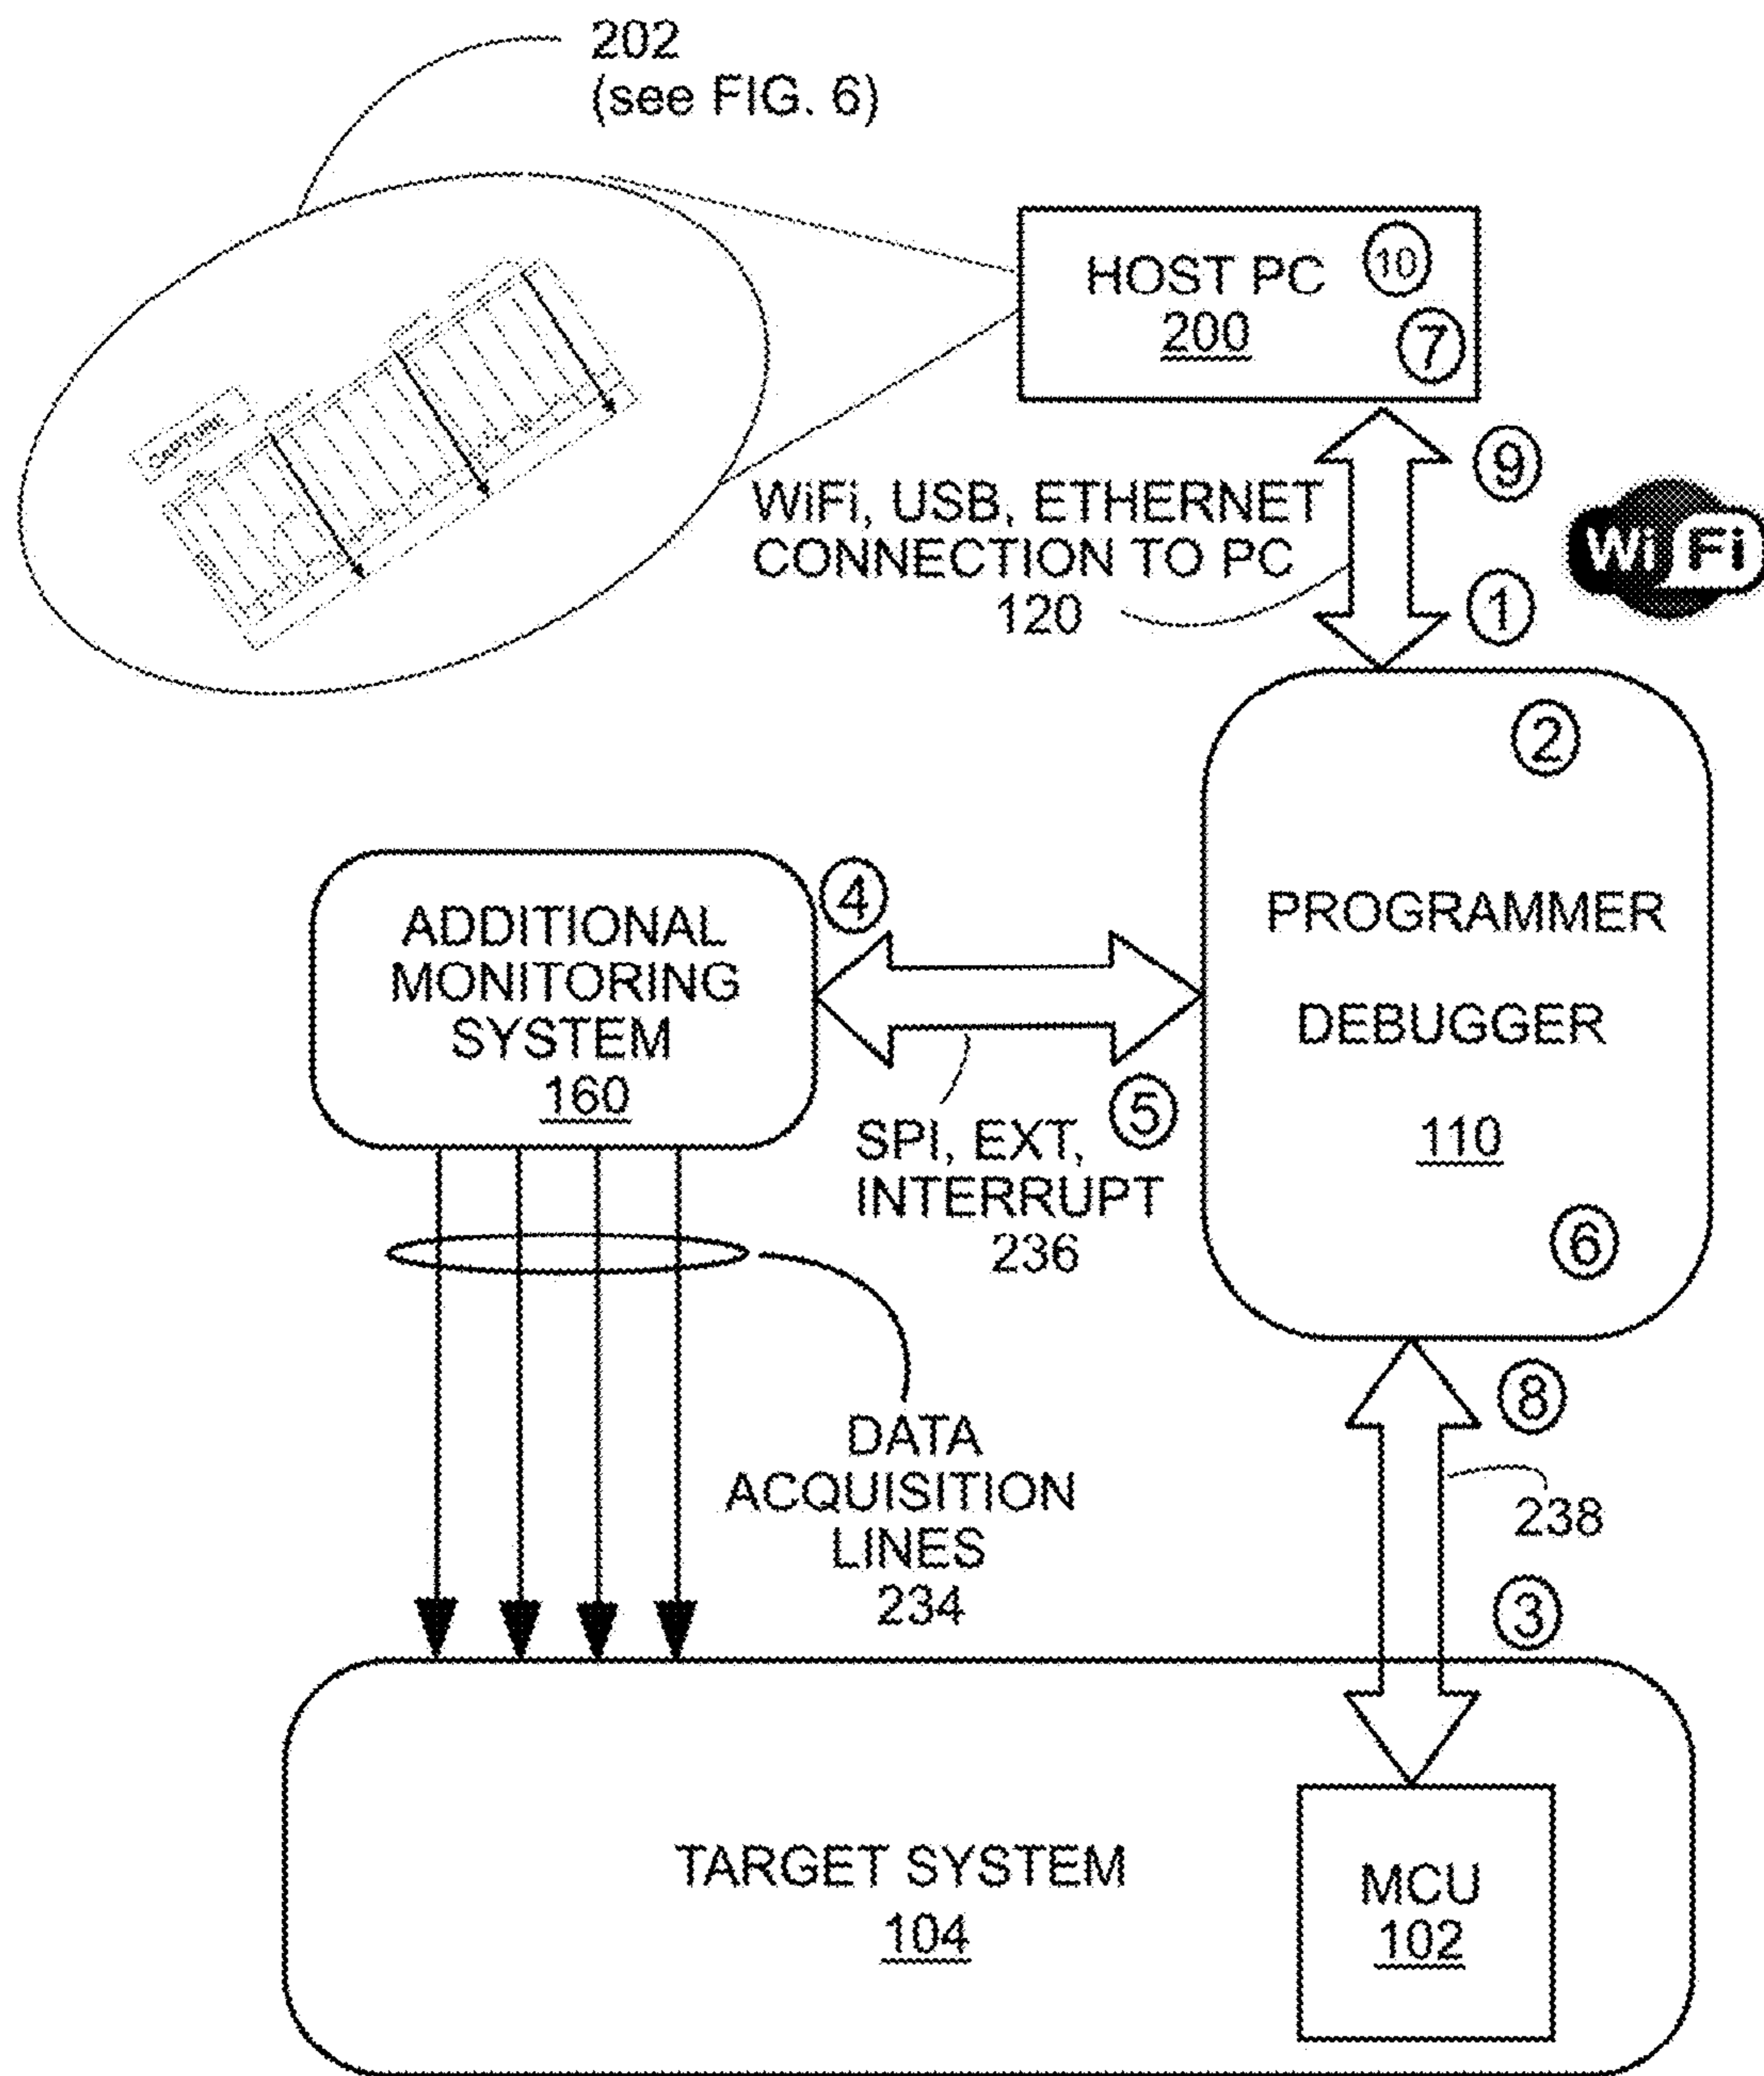 202
(see FIG. 6)
CAPTURE
HOST PC
200
10
7
9
WiFi, USB, ETHERNET
CONNECTION TO PC
120
Wi Fi
1
2
ADDITIONAL
MONITORING
SYSTEM
160
4
PROGRAMMER
DEBUGGER
110
5
SPI, EXT,
INTERRUPT
236
6
8
DATA
ACQUISITION
LINES
234
238
3
TARGET SYSTEM
104
MCU
102